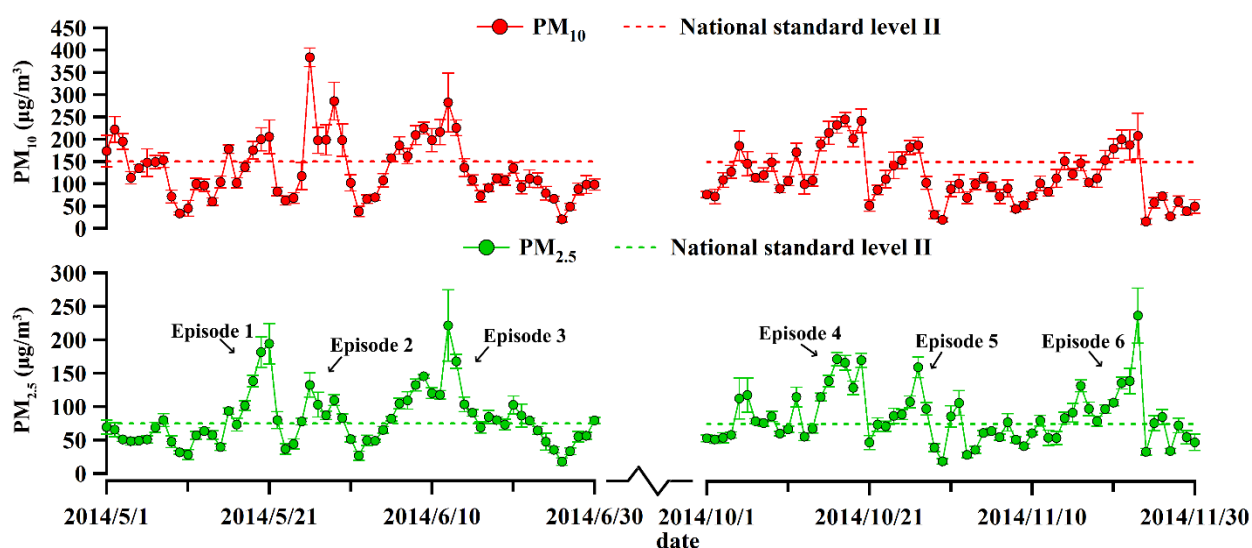 PM10
National standard level II
PM10 (μg/m³)
450
400
350
300
250
200
150
100
50
0
PM2.5
National standard level II
PM2.5 (μg/m³)
300
250
200
150
100
50
0
Episode 1
Episode 2
Episode 3
Episode 4
Episode 5
Episode 6
2014/5/1
2014/5/21
2014/6/10
2014/6/30
2014/10/1
2014/10/21
2014/11/10
2014/11/30
date